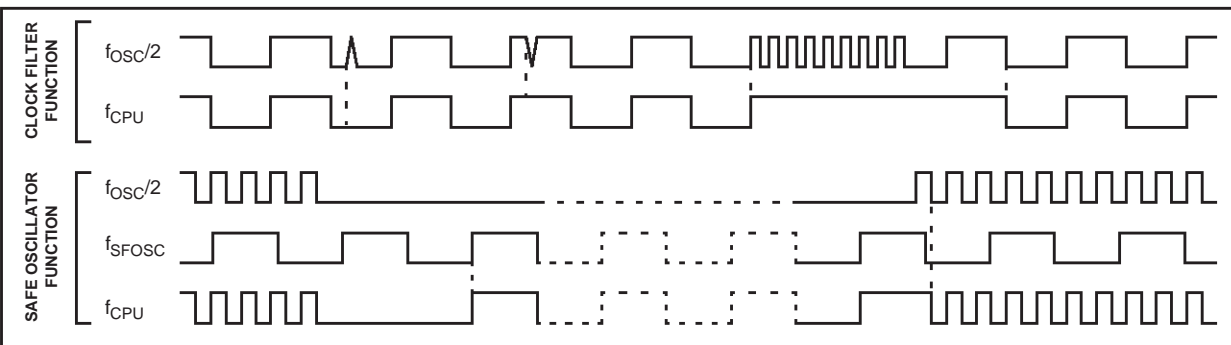 CLOCK FILTER
FUNCTION
fOSC/2
fCPU
SAFE OSCILLATOR
FUNCTION
fOSC/2
fSFOSC
fCPU